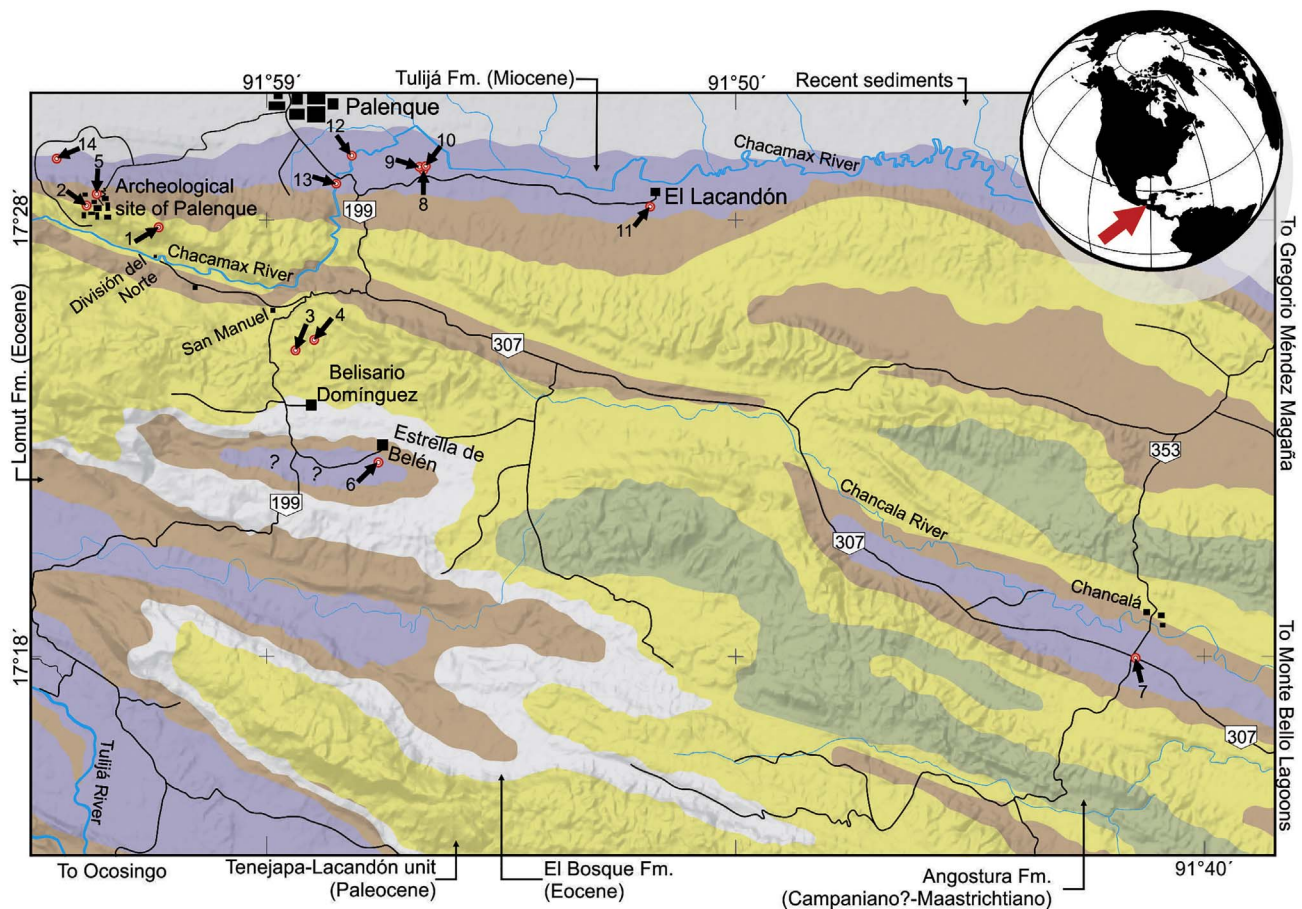 Tulijá Fm. (Miocene)
Recent sediments
91°59´
91°50´
Palenque
14
5
2
Archeological
site of Palenque
1
12
13
9
10
8
199
Chacamax River
El Lacandón
11
17°28´
Chacamax River
División del
Norte
San Manuel
3
4
307
Belisario
Domínguez
Estrella de
Belén
?
?
6
199
Lomut Fm. (Eocene)
353
Chancala River
307
Chancalá
17°18´
7
307
Tulijá River
To Gregorio Méndez Magaña
To Monte Bello Lagoons
To Ocosingo
Tenejapa-Lacandón unit
(Paleocene)
El Bosque Fm.
(Eocene)
Angostura Fm.
(Campaniano?-Maastrichtiano)
91°40´